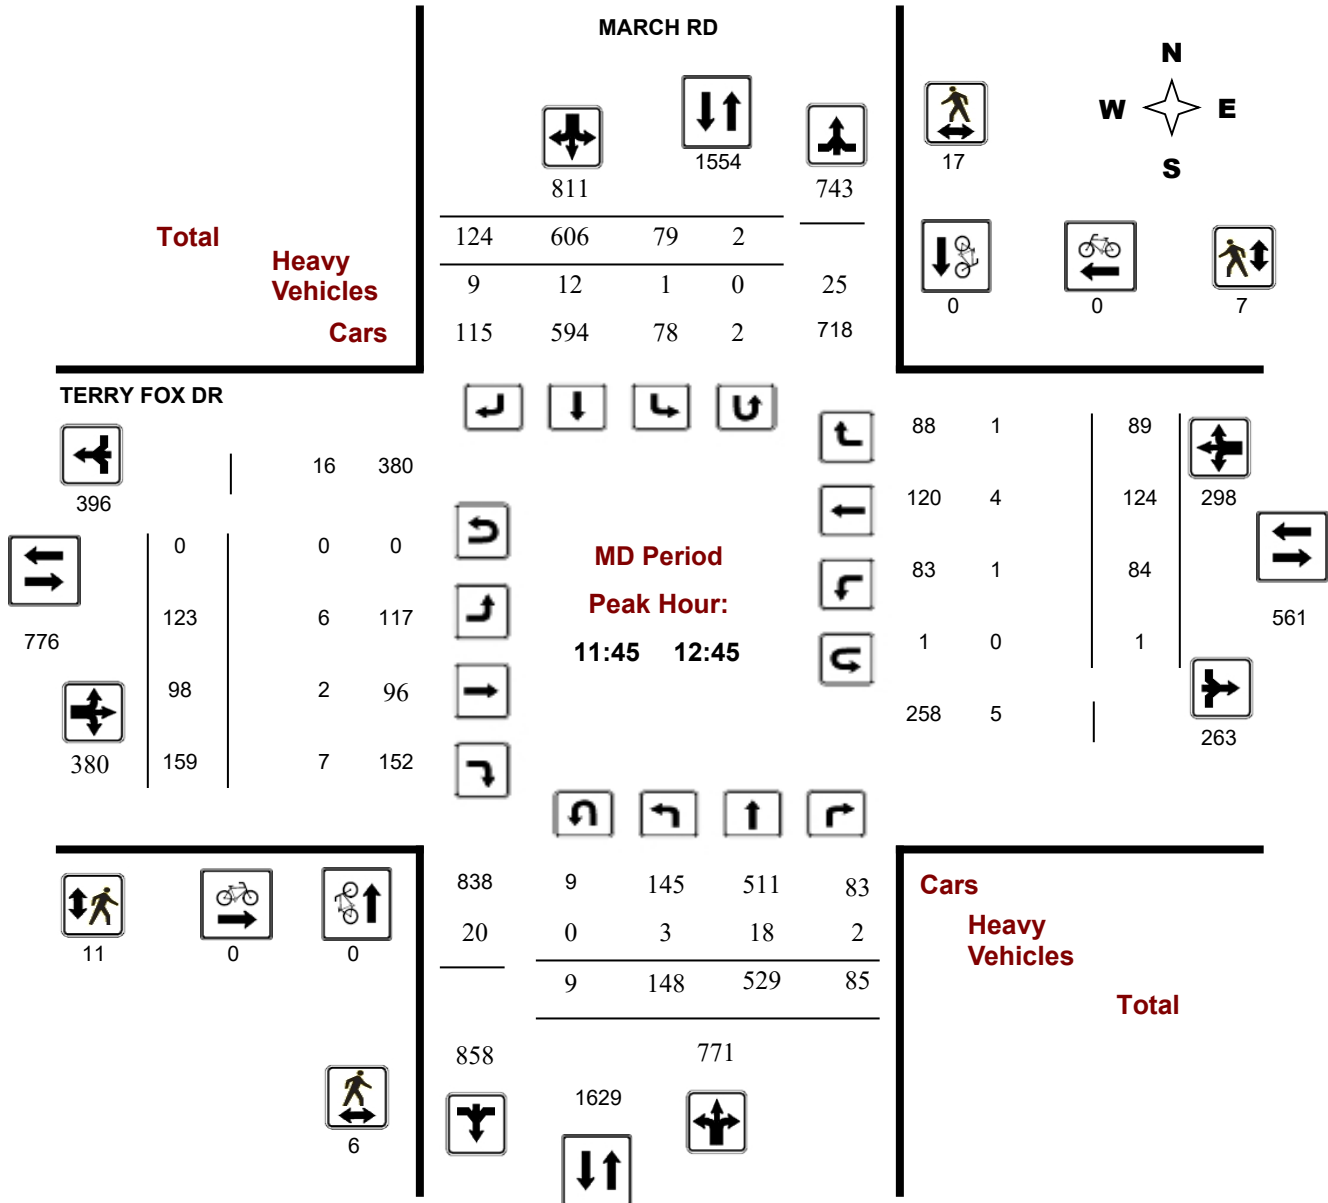 MARCH RD
N
W E
S
1554
17
811
743
Total
124 606 79 2
Heavy
Vehicles
9 12 1 0 25
Cars
115 594 78 2 718
0 0 7
TERRY FOX DR
88 1 89
16 380
396
120 4 124 298
0 0 0
MD Period
83 1 84
Peak Hour:
123 6 117
561
776
11:45 12:45
1 0 1
98 2 96
258 5
263
380 159 7 152
838 9 145 511 83
Cars
20 0 3 18 2
Heavy
Vehicles
11 0 0
9 148 529 85
Total
858 771
1629
6